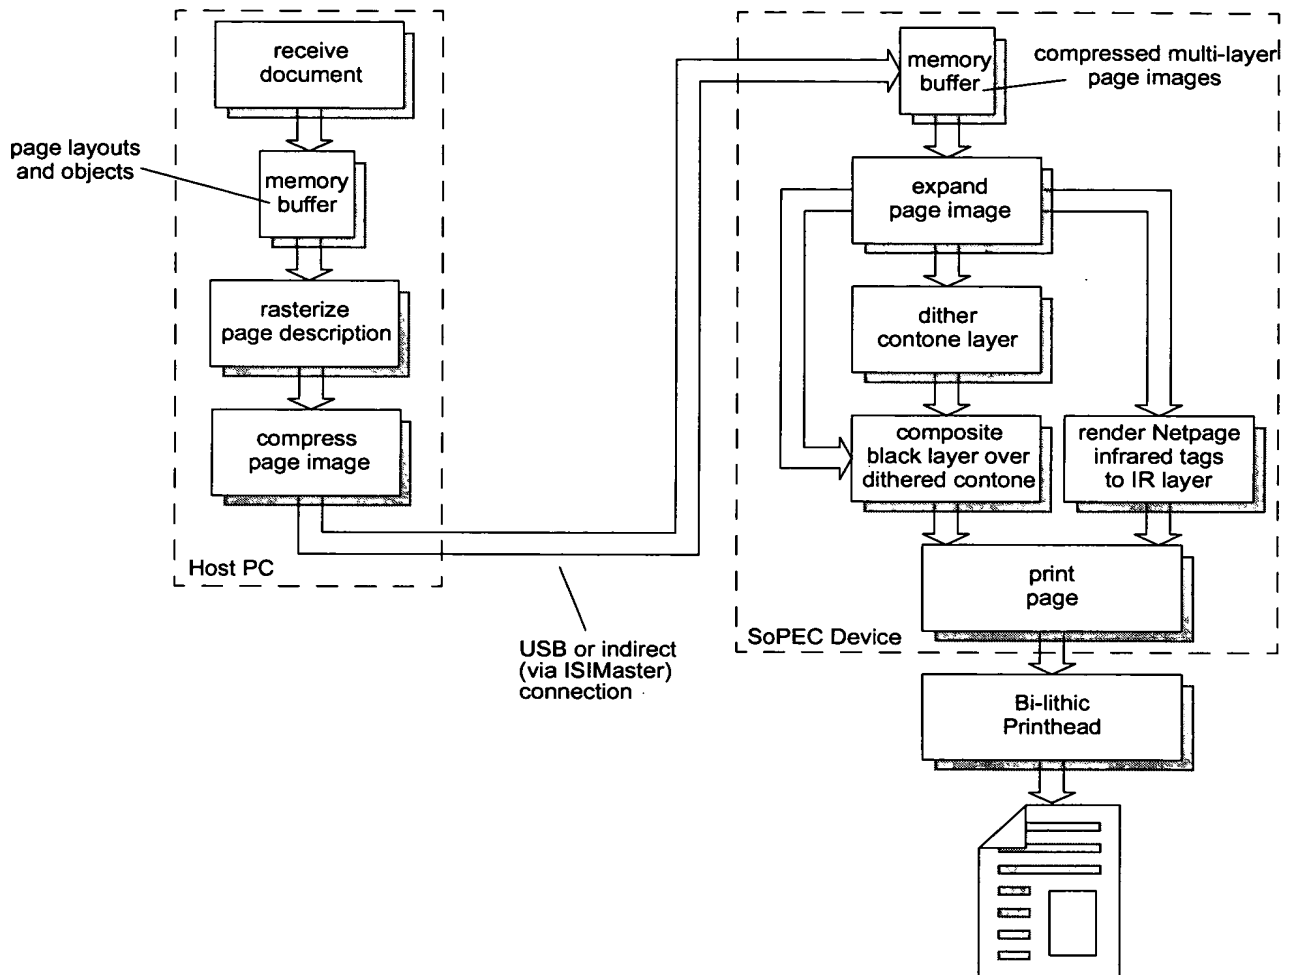 receive
document
page layouts
and objects
memory
buffer
rasterize
page description
compress
page image
Host PC
USB or indirect
(via ISIMaster)
connection
memory
buffer
compressed multi-layer
page images
expand
page image
dither
contone layer
composite
black layer over
dithered contone
render Netpage
infrared tags
to IR layer
print
page
SoPEC Device
Bi-lithic
Printhead